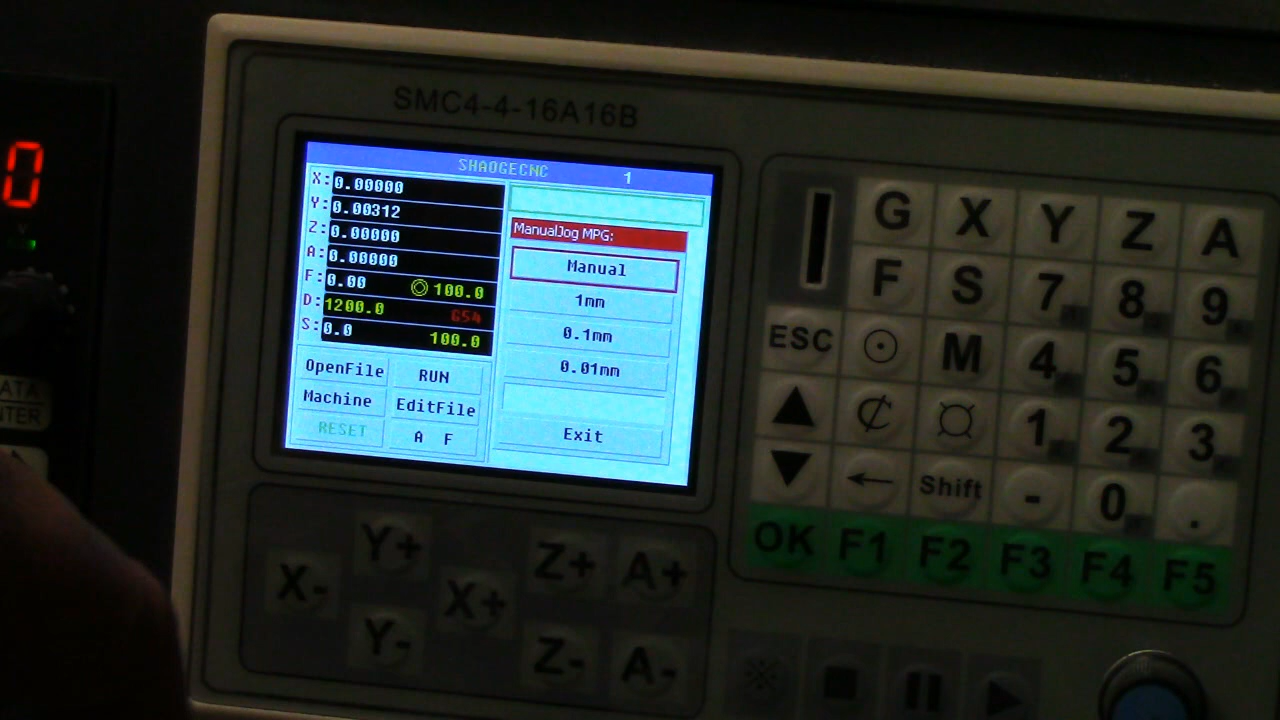 SMC4-4-16A16B
SHAOGECNC 1
X: 0.00000
Y: 0.00312
Z: 0.00000
A: 0.00000
F: 0.00 100.0
D: 1200.0 G54
S: 0.0 100.0
ManualJog MPG:
Manual
1mm
0.1mm
0.01mm
Exit
OpenFile RUN
Machine EditFile
RESET A F
0
G X Y Z A
F S 7 8 9
ESC M 4 5 6
₡ 1 2 3
← Shift - 0 .
OK F1 F2 F3 F4 F5
Y+ Z+ A+
X- X+
Y- Z- A-